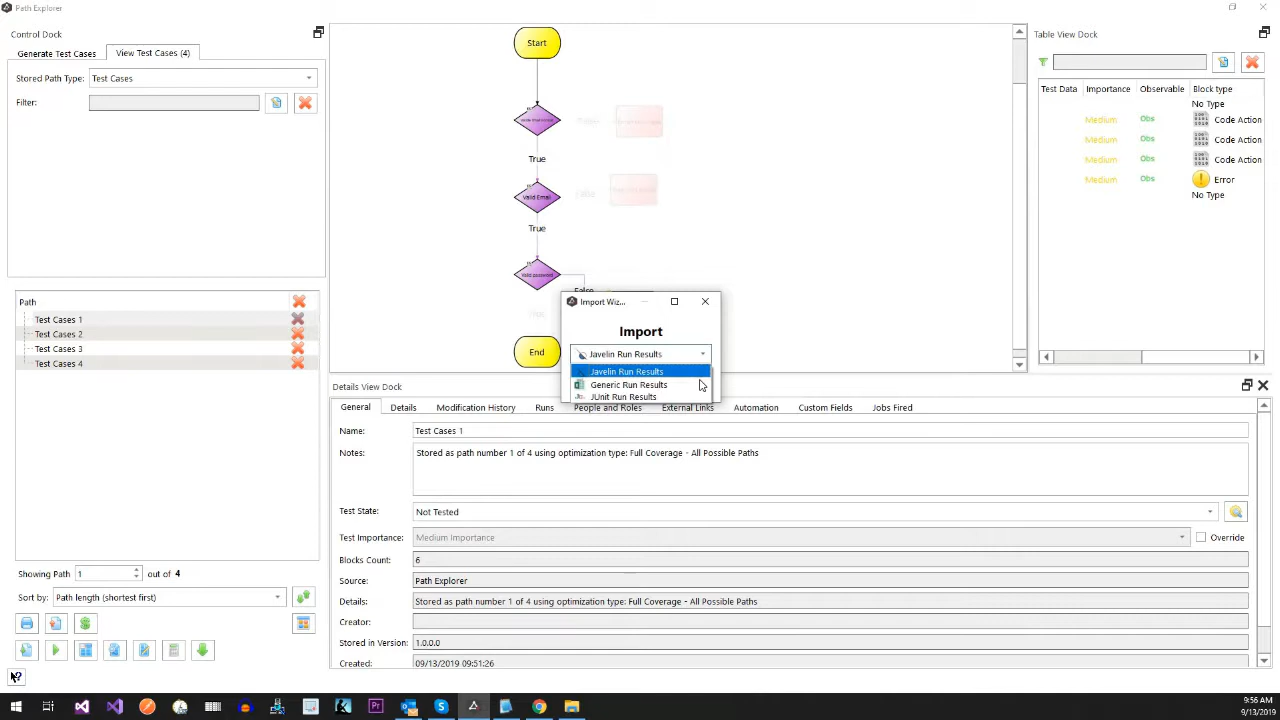 Path Explorer
Control Dock
Generate Test Cases
View Test Cases (4)
Stored Path Type:
Test Cases
Filter:
Path
Test Cases 1
Test Cases 2
Test Cases 3
Test Cases 4
Showing Path
1
out of
4
Sort by:
Path length (shortest first)
Start
True
Valid Email
True
Valid password
False
End
Import Wiz...
Import
Javelin Run Results
Javelin Run Results
Generic Run Results
JUnit Run Results
Table View Dock
Test Data
Importance
Observable
Block type
No Type
Medium
Obs
Code Action
Medium
Obs
Code Action
Medium
Obs
Code Action
Medium
Obs
Error
No Type
Details View Dock
General
Details
Modification History
Runs
People and Roles
External Links
Automation
Custom Fields
Jobs Fired
Name:
Test Cases 1
Notes:
Stored as path number 1 of 4 using optimization type: Full Coverage - All Possible Paths
Test State:
Not Tested
Test Importance:
Medium Importance
Override
Blocks Count:
6
Source:
Path Explorer
Details:
Stored as path number 1 of 4 using optimization type: Full Coverage - All Possible Paths
Creator:
Stored in Version:
1.0.0.0
Created:
09/13/2019 09:51:26
9:56 AM
9/13/2019